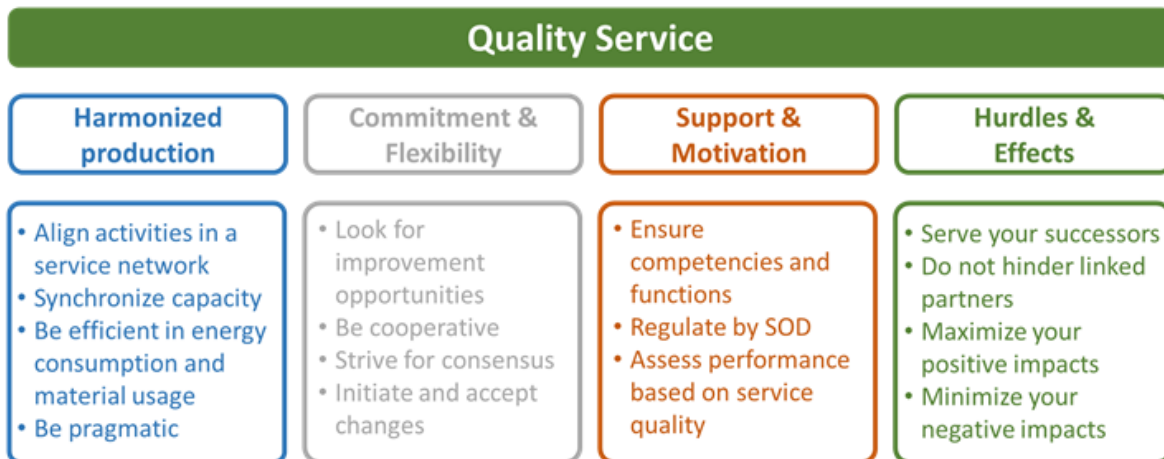 Quality Service
Harmonized
production
• Align activities in a
service network
• Synchronize capacity
• Be efficient in energy
consumption and
material usage
• Be pragmatic
Commitment &
Flexibility
• Look for
improvement
opportunities
• Be cooperative
• Strive for consensus
• Initiate and accept
changes
Support &
Motivation
• Ensure
competencies and
functions
• Regulate by SOD
• Assess performance
based on service
quality
Hurdles &
Effects
• Serve your successors
• Do not hinder linked
partners
• Maximize your
positive impacts
• Minimize your
negative impacts